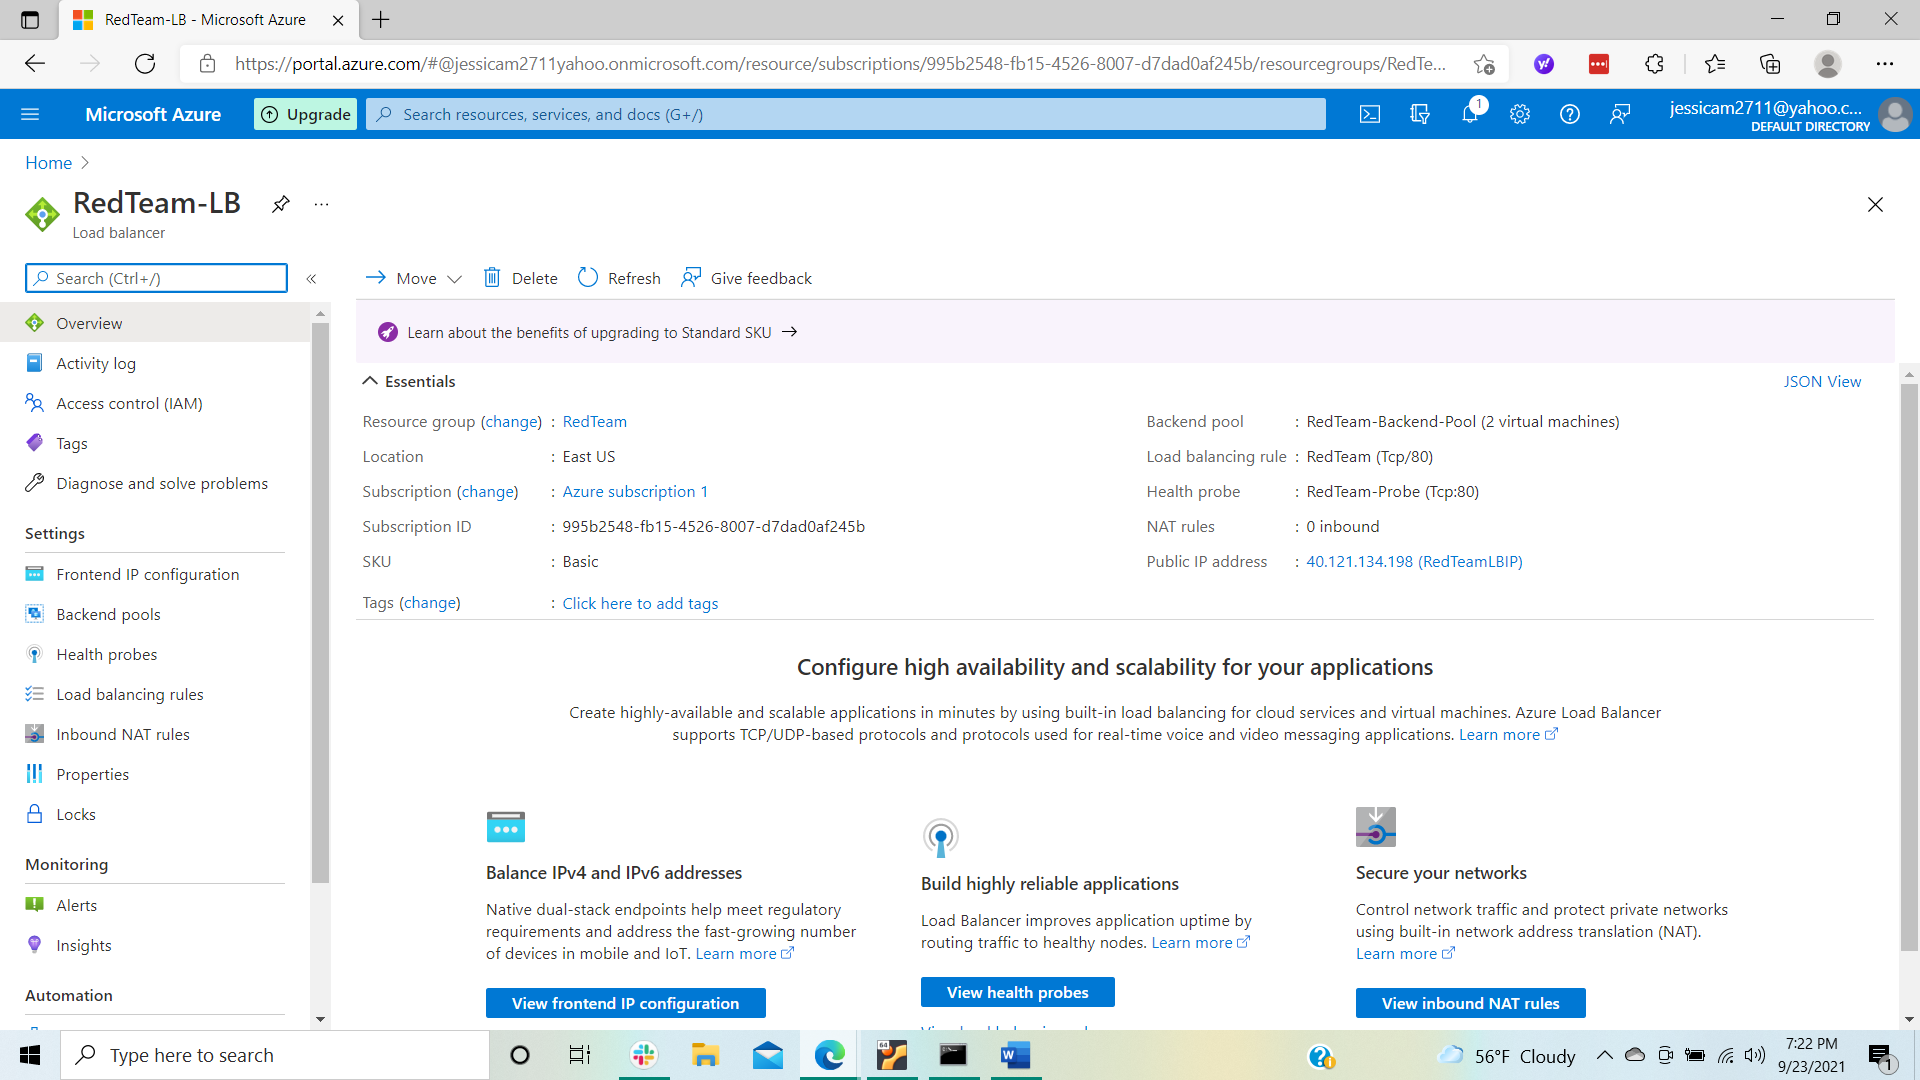 RedTeam-LB - Microsoft Azure
https://portal.azure.com/#@jessicam2711yahoo.onmicrosoft.com/resource/subscriptions/995b2548-fb15-4526-8007-d7dad0af245b/resourcegroups/RedTe...
Microsoft Azure
Upgrade
Search resources, services, and docs (G+/)
1
jessicam2711@yahoo.c...
DEFAULT DIRECTORY
Home
RedTeam-LB
Load balancer
Search (Ctrl+/)
Move
Delete
Refresh
Give feedback
Overview
Activity log
Access control (IAM)
Tags
Diagnose and solve problems
Settings
Frontend IP configuration
Backend pools
Health probes
Load balancing rules
Inbound NAT rules
Properties
Locks
Monitoring
Alerts
Insights
Automation
Learn about the benefits of upgrading to Standard SKU
Essentials
JSON View
Resource group (change) : RedTeam
Location : East US
Subscription (change) : Azure subscription 1
Subscription ID : 995b2548-fb15-4526-8007-d7dad0af245b
SKU : Basic
Tags (change) : Click here to add tags
Backend pool : RedTeam-Backend-Pool (2 virtual machines)
Load balancing rule : RedTeam (Tcp/80)
Health probe : RedTeam-Probe (Tcp:80)
NAT rules : 0 inbound
Public IP address : 40.121.134.198 (RedTeamLBIP)
Configure high availability and scalability for your applications
Create highly-available and scalable applications in minutes by using built-in load balancing for cloud services and virtual machines. Azure Load Balancer
supports TCP/UDP-based protocols and protocols used for real-time voice and video messaging applications. Learn more
Balance IPv4 and IPv6 addresses
Native dual-stack endpoints help meet regulatory
requirements and address the fast-growing number
of devices in mobile and IoT. Learn more
View frontend IP configuration
Build highly reliable applications
Load Balancer improves application uptime by
routing traffic to healthy nodes. Learn more
View health probes
Secure your networks
Control network traffic and protect private networks
using built-in network address translation (NAT).
Learn more
View inbound NAT rules
Type here to search
64
W
56°F Cloudy
7:22 PM
9/23/2021
1